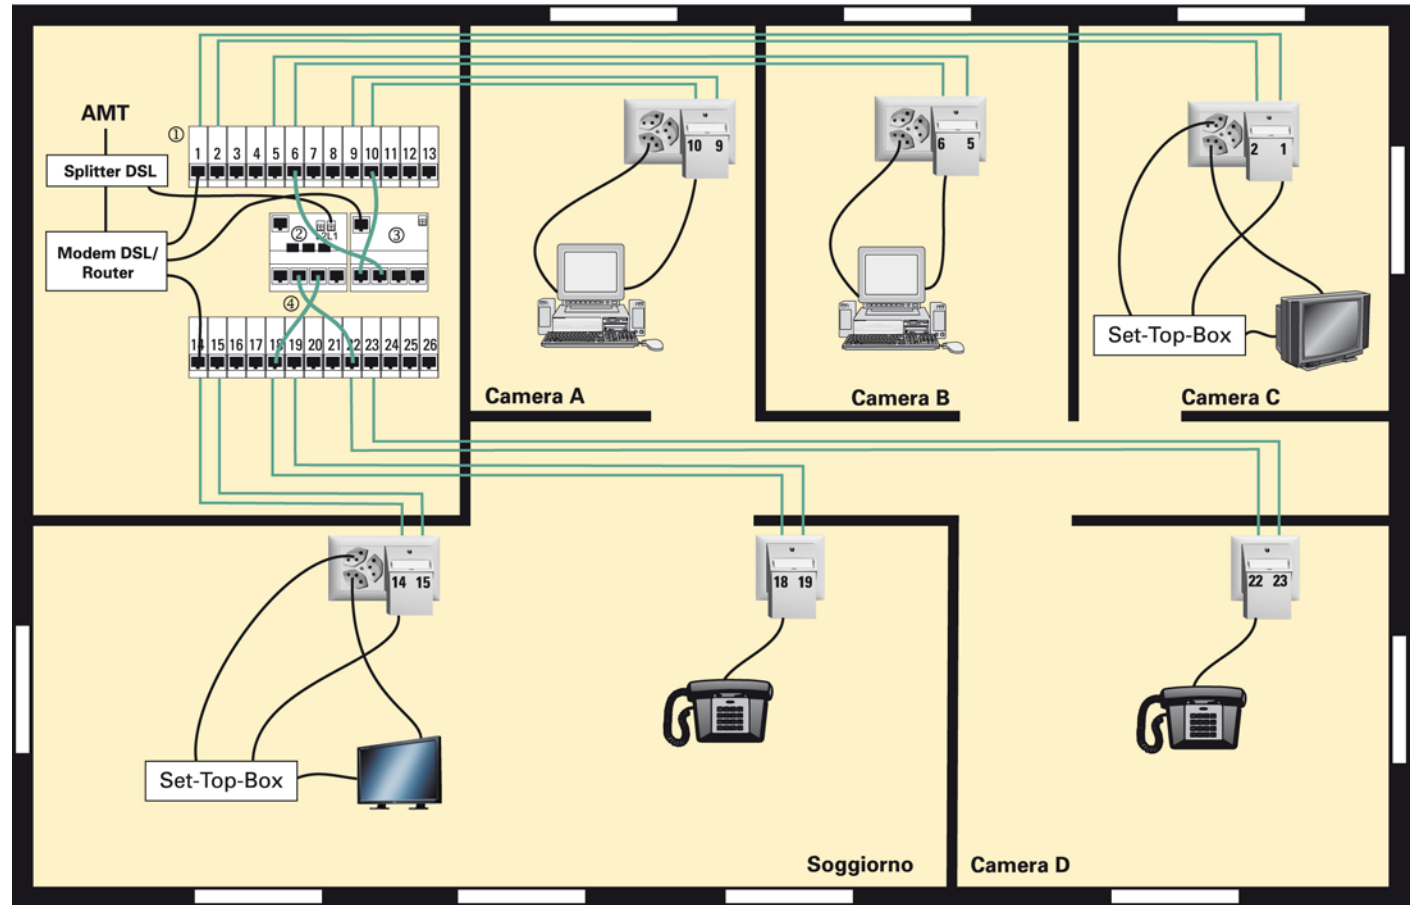 AMT
①
1 2 3 4 5 6 7 8 9 10 11 12 13
Splitter DSL
Modem DSL/
Router
②
2L1
③
④
14 15 16 17 18 19 20 21 22 23 24 25 26
10 9
6 5
2 1
Set-Top-Box
Camera A
Camera B
Camera C
14 15
18 19
22 23
Set-Top-Box
Soggiorno
Camera D